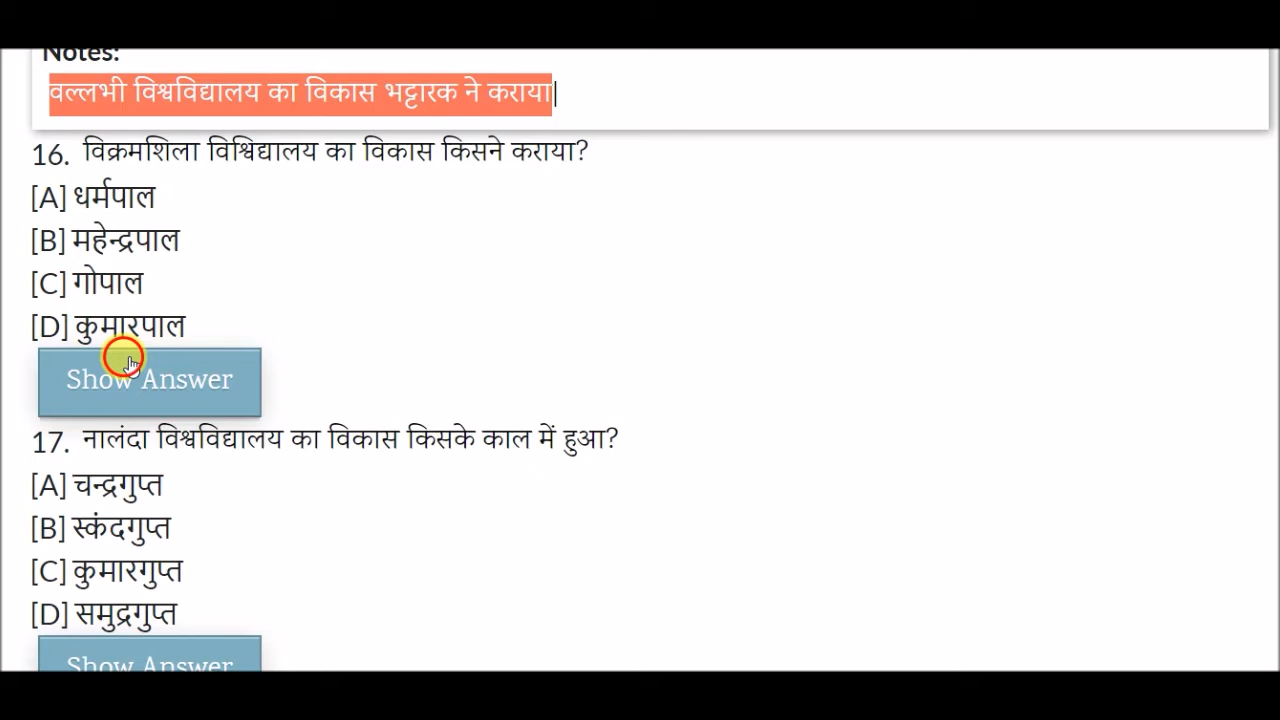 Notes:
वल्लभी विश्वविद्यालय का विकास भट्टारक ने कराया
16. विक्रमशिला विश्विद्यालय का विकास किसने कराया?
[A] धर्मपाल
[B] महेन्द्रपाल
[C] गोपाल
[D] कुमारपाल
Show Answer
17. नालंदा विश्वविद्यालय का विकास किसके काल में हुआ?
[A] चन्द्रगुप्त
[B] स्कंदगुप्त
[C] कुमारगुप्त
[D] समुद्रगुप्त
Show Answer